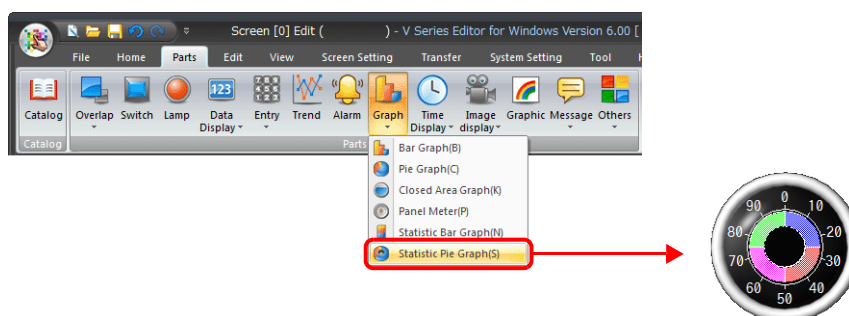 Screen [0] Edit (          ) - V Series Editor for Windows Version 6.00 [
File Home Parts Edit View Screen Setting Transfer System Setting Tool
Catalog Overlap Switch Lamp Data Display Entry Trend Alarm Graph Time Display Image display Graphic Message Others
123
Catalog Parts
Bar Graph(B)
Pie Graph(C)
Closed Area Graph(K)
Panel Meter(P)
Statistic Bar Graph(N)
Statistic Pie Graph(S)
0
90 10
80 20
70 30
60 40
50